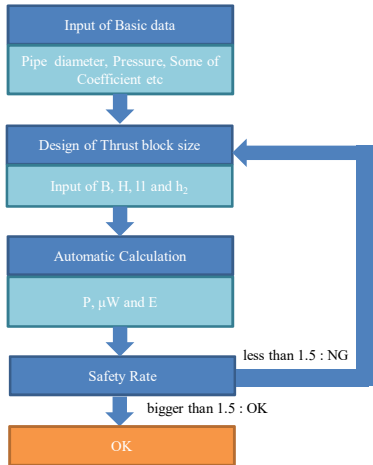 Input of Basic data
Pipe diameter, Pressure, Some of
Coefficient etc
Design of Thrust block size
Input of B, H, l1 and h₂
Automatic Calculation
P, μW and E
less than 1.5 : NG
Safety Rate
bigger than 1.5 : OK
OK